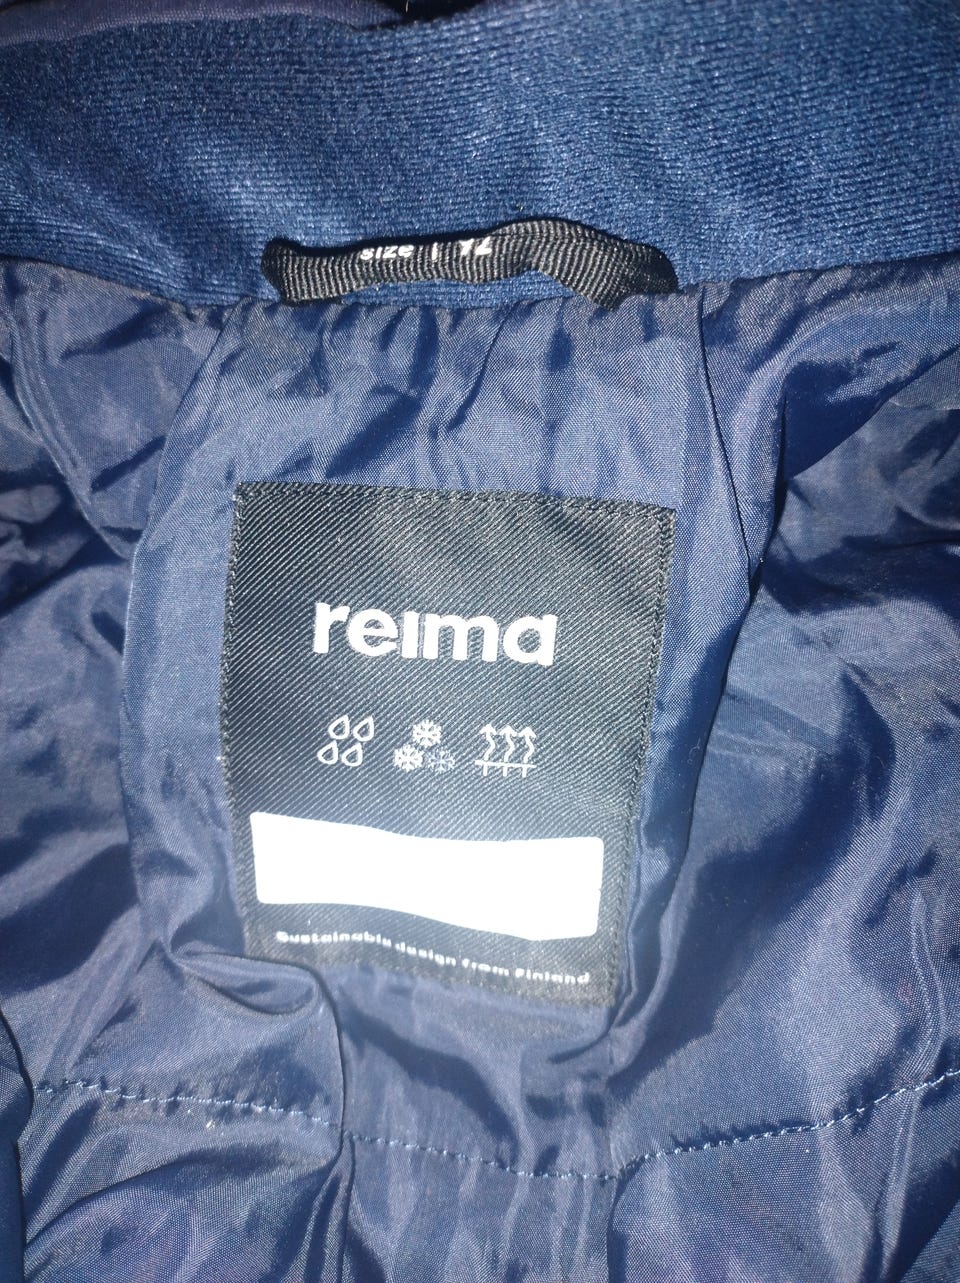 size |
reima
Sustainable design from Finland